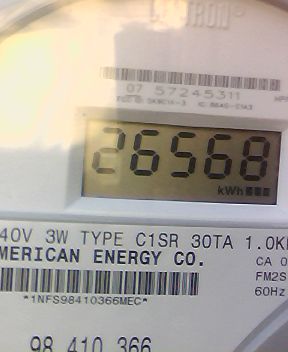 07 57245311
26568
kWh
40V 3W TYPE C1SR 30TA 1.0K
MERICAN ENERGY CO.
CA 0
FM2S
60Hz
*1NFS98410366MEC*
98 410 366